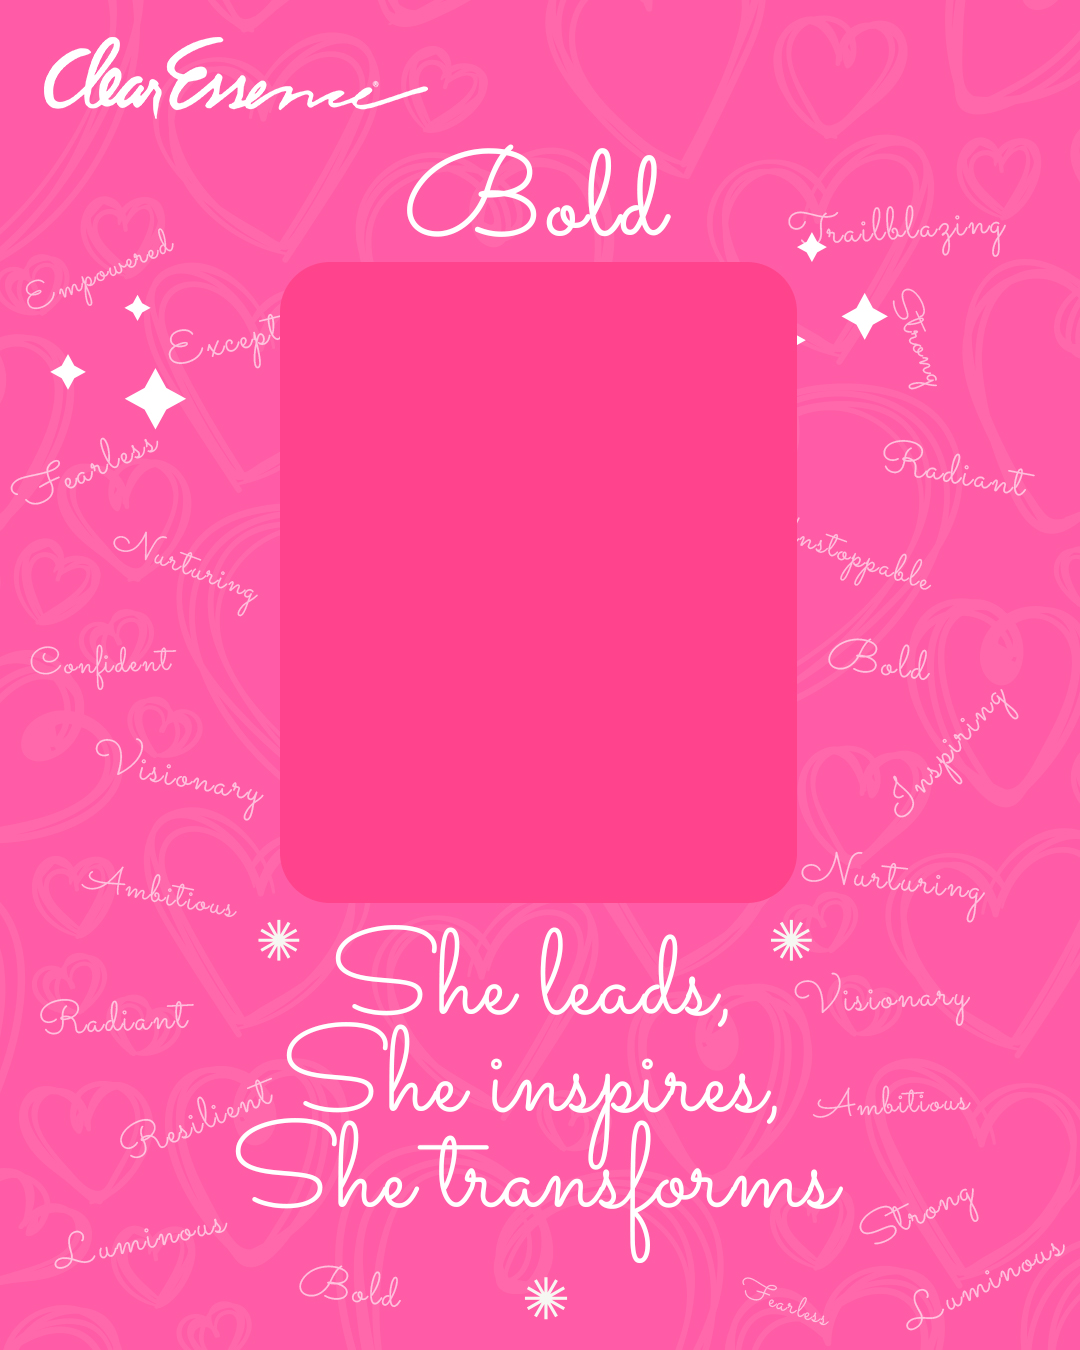 Clear Essence
Bold
Trailblazing
Empowered
Strong
Except
Fearless
Radiant
Nurturing
nstoppable
Confident
Bold
Visionary
Inspiring
Ambitious
Nurturing
She leads,
Radiant
Visionary
She inspires,
Resilient
Ambitious
She transforms
Luminous
Strong
Bold
Fearless
Luminous